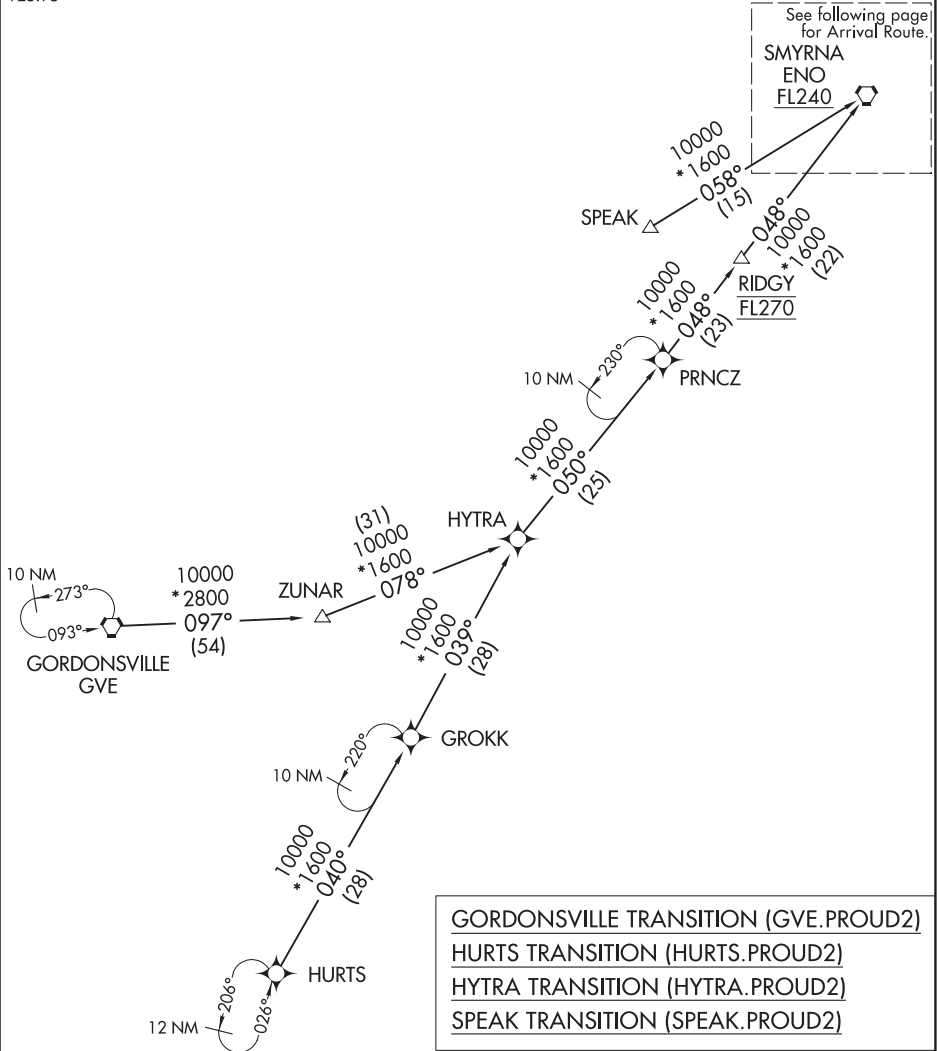 See following page
for Arrival Route.
SMYRNA
ENO
FL240
10000
*1600
058°
(15)
SPEAK
048°
10000
*1600
(22)
RIDGY
FL270
10000
*1600
048°
(23)
230°
10 NM
PRNCZ
10000
*1600
050°
(25)
HYTRA
(31)
10000
*1600
078°
ZUNAR
10 NM
273°
093°
10000
*2800
097°
(54)
GORDONSVILLE
GVE
10000
*1600
039°
(28)
220°
10 NM
GROKK
10000
*1600
040°
(28)
HURTS
206°
026°
12 NM
GORDONSVILLE TRANSITION (GVE.PROUD2)
HURTS TRANSITION (HURTS.PROUD2)
HYTRA TRANSITION (HYTRA.PROUD2)
SPEAK TRANSITION (SPEAK.PROUD2)